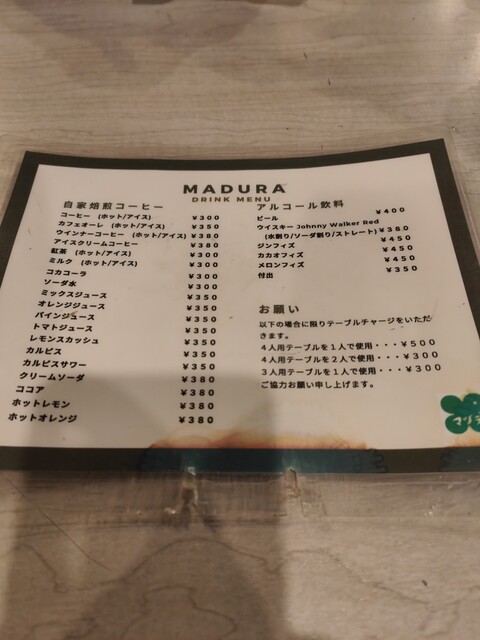 MADURA
DRINK MENU
自家焙煎コーヒー
コーヒー (ホット/アイス) ￥300
カフェオーレ (ホット/アイス) ￥350
ウインナーコーヒー (ホット/アイス) ￥380
アイスクリームコーヒー ￥380
紅茶 (ホット/アイス) ￥300
ミルク (ホット/アイス) ￥300
コカコーラ ￥300
ソーダ水 ￥300
ミックスジュース ￥350
オレンジジュース ￥350
パインジュース ￥350
トマトジュース ￥350
レモンスカッシュ ￥350
カルピス ￥350
カルピスサワー ￥350
クリームソーダ ￥380
ココア ￥380
ホットレモン ￥380
ホットオレンジ ￥380
アルコール飲料
ビール ￥400
ウイスキー Johnny Walker Red
(水割り/ソーダ割り/ストレート) ￥380
ジンフィズ ￥450
カカオフィズ ￥450
メロンフィズ ￥450
付出 ￥350
お願い
以下の場合に限りテーブルチャージをいただ
きます。
4人用テーブルを1人で使用・・・￥500
4人用テーブルを2人で使用・・・￥300
3人用テーブルを1人で使用・・・￥300
ご協力お願い申し上げます。